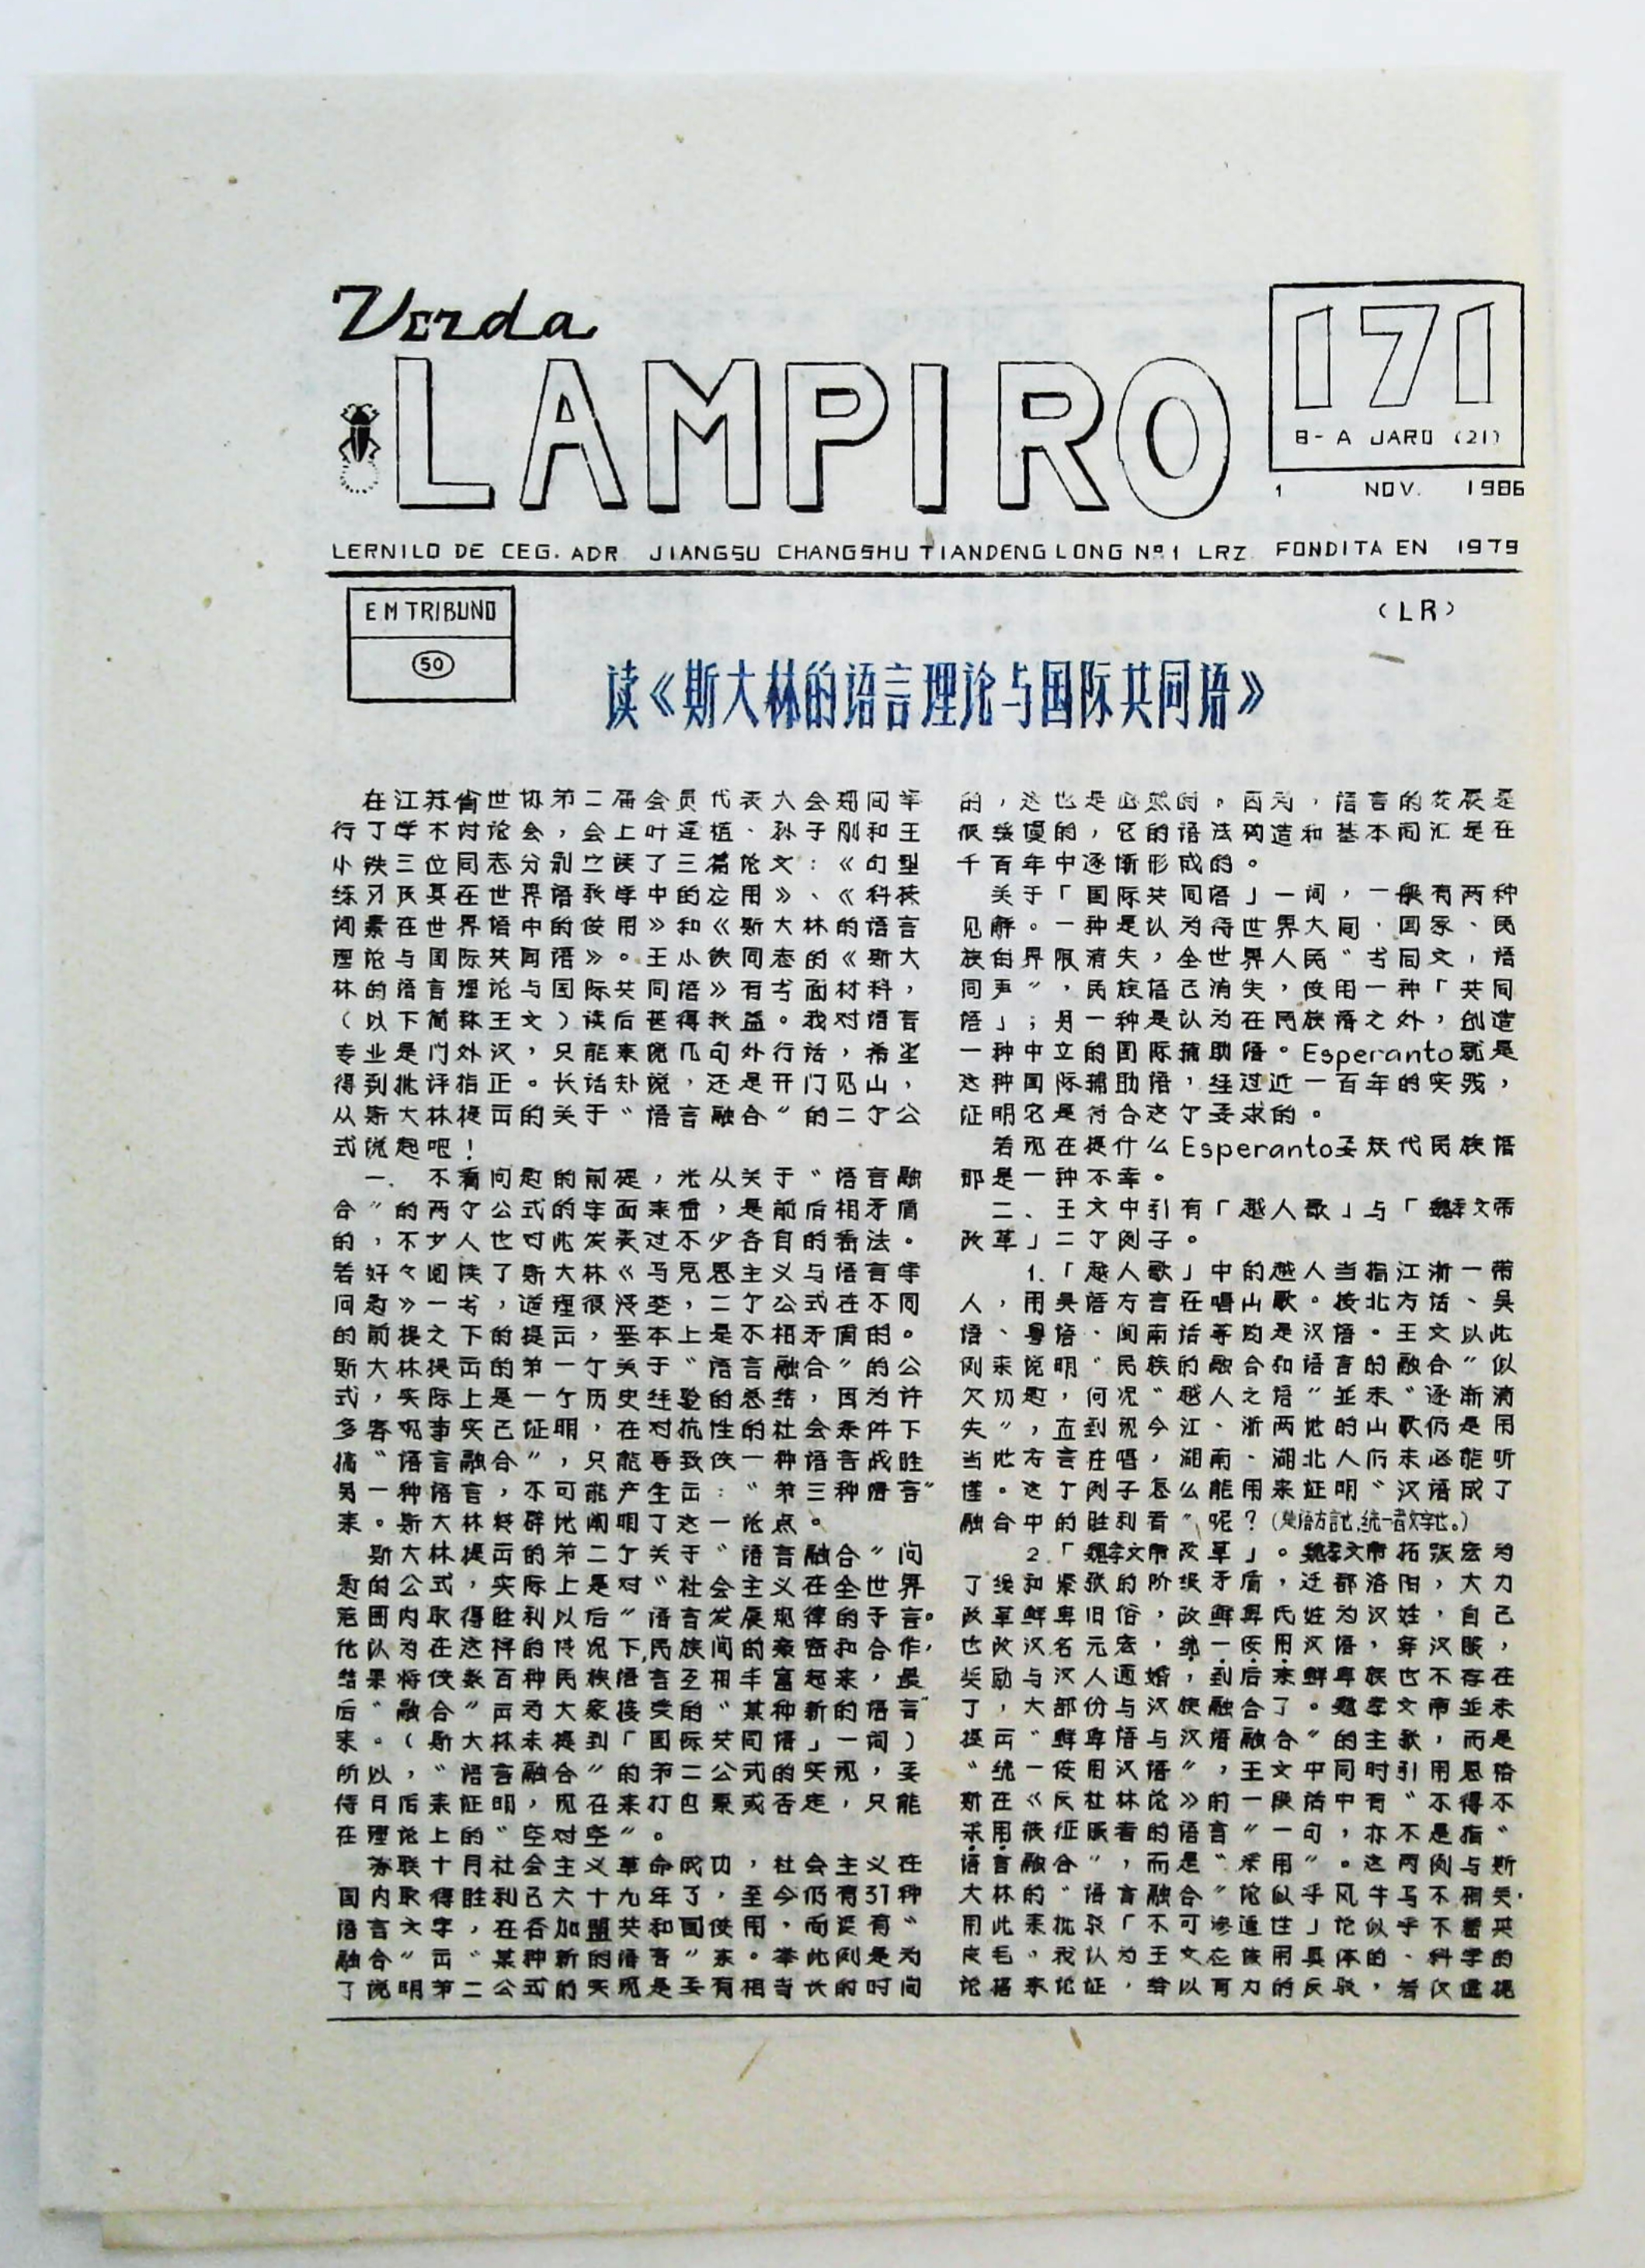 Verda
LAMPIRO
171
8-A JARO (21)
1 NOV. 1986
LERNILO DE CEG. ADR. JIANGSU CHANGSHU TIANDENGLONG Nº1 LRZ. FONDITA EN 1979
EM TRIBUNO
50
(LR)
读《斯大林的语言理论与国际共同语》
在江苏省世协第二届会员代表大会期间举
行了学术讨论会，会上叶莲植、孙子刚和王
小铁三位同志分别宣读了三篇论文：《句型
练习及其在世界语教学中的应用》、《科技
词素在世界语中的使用》和《斯大林的语言
理论与国际共同语》。王小铁同志的《斯大
林的语言理论与国际共同语》有书面材料，
（以下简称王文）读后甚得教益。我对语言
专业是门外汉，只能来说几句外行话，希望
得到批评指正。长话短说，还是开门见山，
从斯大林提出的关于“语言融合”的二个公
式说起吧！
一、不看问题的前提，光从关于“语言融
合”的两个公式的字面来看，是前后相矛盾
的，不少人也对此发表过不少各自的看法。
若好々阅读了斯大林《马克思主义与语言学
问题》一书，道理很清楚，二个公式在不同
的前提之下的提出，基本上是不相矛盾的。
斯大林提出的第一个关于“语言融合”的公
式，实际上是一个历史经验的总结，因为许
多客观事实已证明，在对抗性的社会条件下
搞“语言融合”，只能导致使一种语言战胜
另一种语言，不可能产生出：“第三种语言”
来。斯大林精辟地阐明了这一论点。
斯大林提出的第二个关于“语言融合”问
题的公式，实际上是对“社会主义在全世界
范围内取得胜利以后”语言发展规律的予言。
他认为在这样的情况下,民族间的亲密和合作，
结果将使数百种民族语言互相丰富起来，最
后“融合”出为大家接受的“某种新的语言”
来。（斯大林未提到「国际共同语」一词）
所以，“语言融合”的第二公式的实现，要
待日后来证明，现在来打包票或否定，只能
在理论上的“空对空”。
苏联十月社会主义革命成功，社会主义在
国内取得胜利已六十九年了，至今仍有37种
语言文字，在各加盟共和国使用，而没有“
融合”出“某种新的语言”来。举此例是为
了说明第二公式的实现是要有相当长的时间
的，这也是必然的。因为，语言的发展是
很缓慢的，它的语法构造和基本词汇是在
千百年中逐渐形成的。
关于「国际共同语」一词，一般有两种
见解。一种是认为待世界大同，国家、民
族的界限消失，全世界人民“书同文，语
同声”，民族语已消失，使用一种「共同
语」；另一种是认为在民族语之外，创造
一种中立的国际辅助语。Esperanto就是
这种国际辅助语，经过近一百年的实践，
证明它是符合这个要求的。
若现在提什么Esperanto要取代民族语
那是一种不幸。
二、王文中引有「越人歌」与「魏孝文帝
改革」二个例子。
1.「越人歌」中的越人当指江浙一带
人，用吴语方言在唱山歌。按北方话、吴
语、粤语、闽南话等均是汉语。王文以此
例来说明“民族的融合和语言的融合”似
欠切题，何况“越人之语”並未“逐渐消
失”，直到现今江、浙两地的山歌仍是用
当地方言在唱，湖南、湖北人仍未必能听
懂。这个例子怎么能用来证明“汉语成了
融合中的胜利者”呢？（楚语方言也，统一者文字也。）
2.「魏孝文帝改革」。魏孝文帝拓跋宏为
了缓和紧张的阶级矛盾，迁都洛阳，大力
改革鲜卑旧俗，改鲜卑氏姓为汉姓，自己
也改汉名元宏，统一使用汉语，穿汉服，
奖励与汉人通婚，到后来鲜卑族也不存在
了，大部份与汉族融合了。魏孝文帝並未
提出“鲜卑语与汉语融合”的主张，而是
“统一使用汉语”，王文中同时引用恩格
斯在《反杜林论》的一段话中有“不得不
采用被征服者的语言”一句，亦不是指“
语言融合”，而是“采用”。这两例与斯
大林的“语言融合”论似乎风牛马不相关，
用此来批驳「不可渗透性」论似乎不着其
皮毛。我认为王文应使用具体的、科学的
论据来论证，给以有力的反驳，若仅虚提